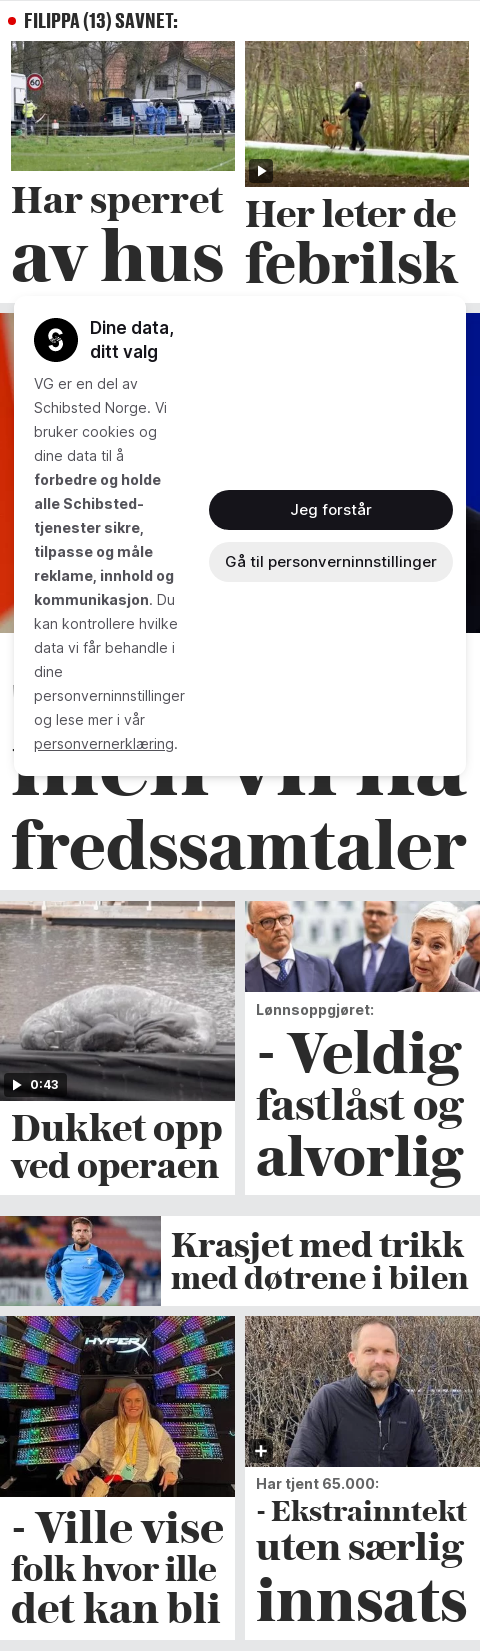 FILIPPA (13) SAVNET:
60
Har sperret
av hus
Her leter de
febrilsk
Dine data,
ditt valg
VG er en del av
Schibsted Norge. Vi
bruker cookies og
dine data til å
forbedre og holde
alle Schibsted-
tjenester sikre,
tilpasse og måle
reklame, innhold og
kommunikasjon. Du
kan kontrollere hvilke
data vi får behandle i
dine
personverninnstillinger
og lese mer i vår
personvernerklæring.
Jeg forstår
Gå til personverninnstillinger
men vil ha
fredssamtaler
0:43
Dukket opp
ved operaen
Lønnsoppgjøret:
- Veldig
fastlåst og
alvorlig
Krasjet med trikk
med døtrene i bilen
HYPERX
- Ville vise
folk hvor ille
det kan bli
Har tjent 65.000:
- Ekstrainntekt
uten særlig
innsats